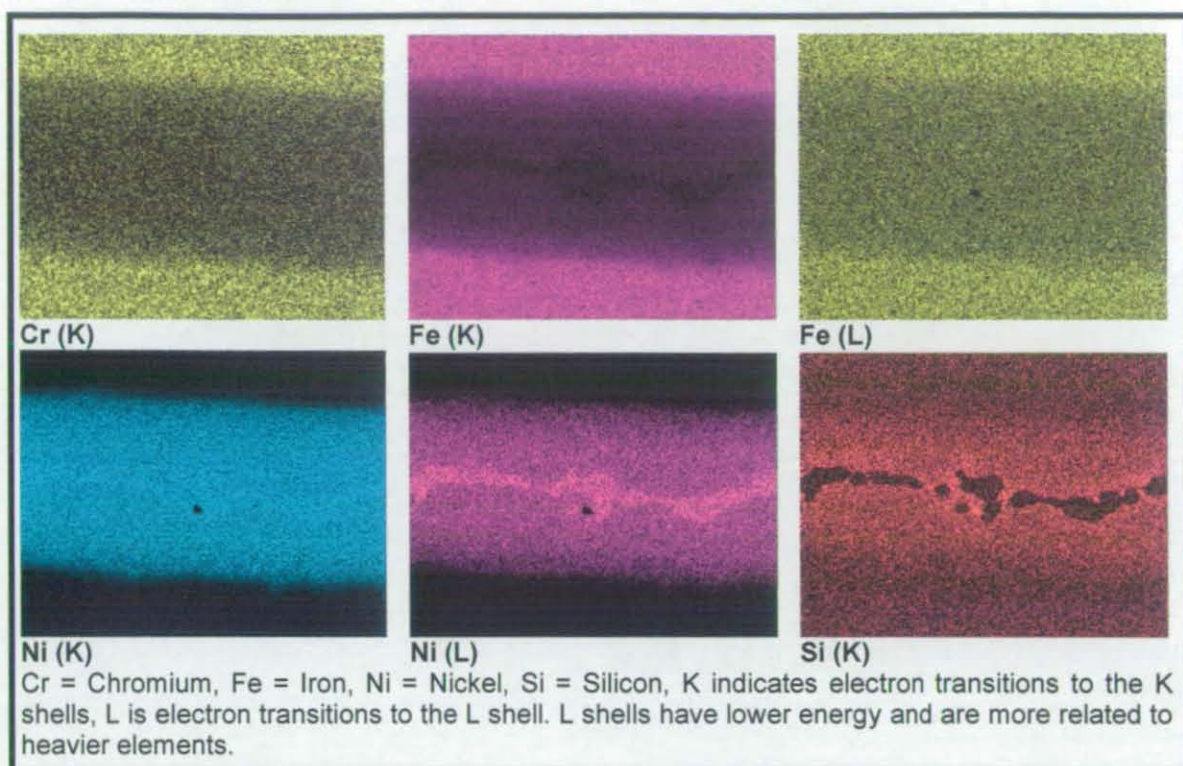 Cr (K)
Fe (K)
Fe (L)
Ni (K)
Ni (L)
Si (K)
Cr = Chromium, Fe = Iron, Ni = Nickel, Si = Silicon, K indicates electron transitions to the K
shells, L is electron transitions to the L shell. L shells have lower energy and are more related to
heavier elements.